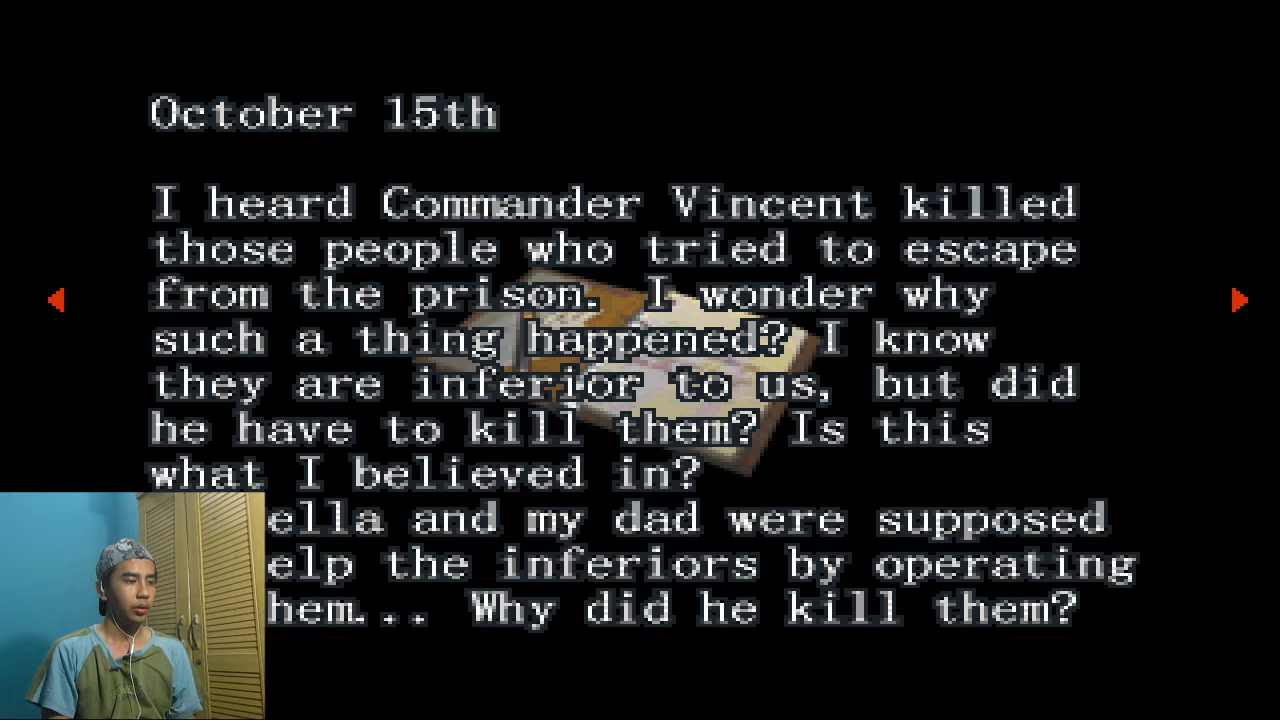 October 15th
I heard Commander Vincent killed
those people who tried to escape
from the prison. I wonder why
such a thing happened? I know
they are inferior to us, but did
he have to kill them? Is this
what I believed in?
ella and my dad were supposed
elp the inferiors by operating
hem... Why did he kill them?